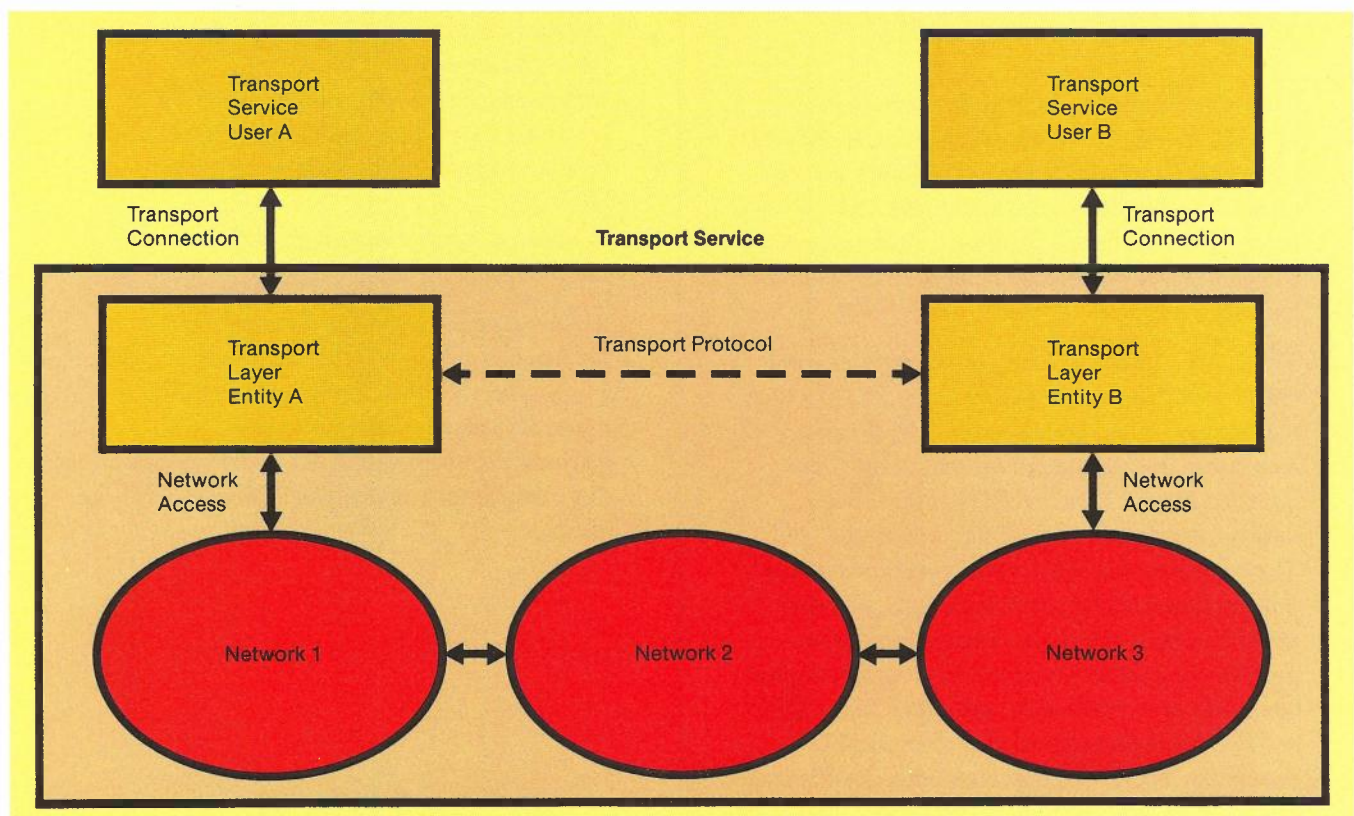 Transport
Service
User A
Transport
Service
User B
Transport
Connection
Transport
Connection
Transport Service
Transport
Layer
Entity A
Transport Protocol
Transport
Layer
Entity B
Network
Access
Network
Access
Network 1
Network 2
Network 3